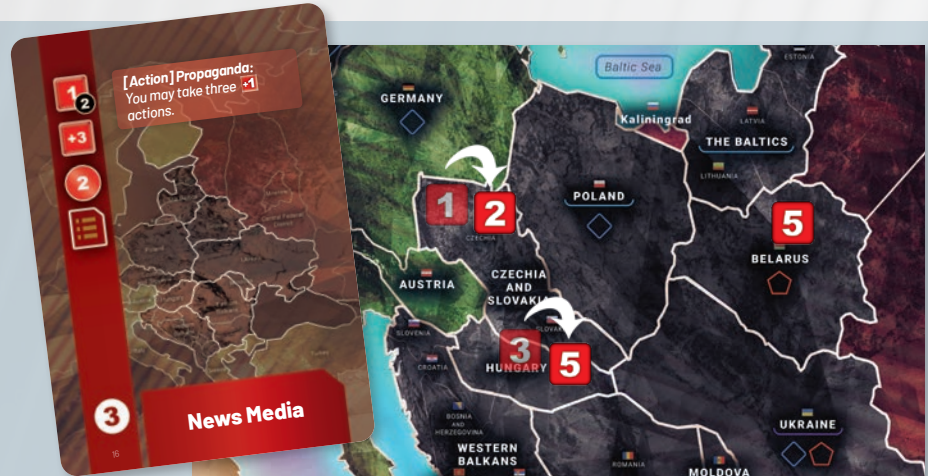 1
2
+3
2
[Action] Propaganda:
You may take three +1
actions.
3
16
News Media
Baltic Sea
ESTONIA
GERMANY
Kaliningrad
LATVIA
THE BALTICS
LITHUANIA
POLAND
1
2
CZECHIA
5
BELARUS
AUSTRIA
CZECHIA
AND
SLOVAKIA
SLOVENIA
3
5
HUNGARY
CROATIA
BOSNIA
AND
HERZEGOVINA
WESTERN
BALKANS
UKRAINE
ROMANIA
MOLDOVA